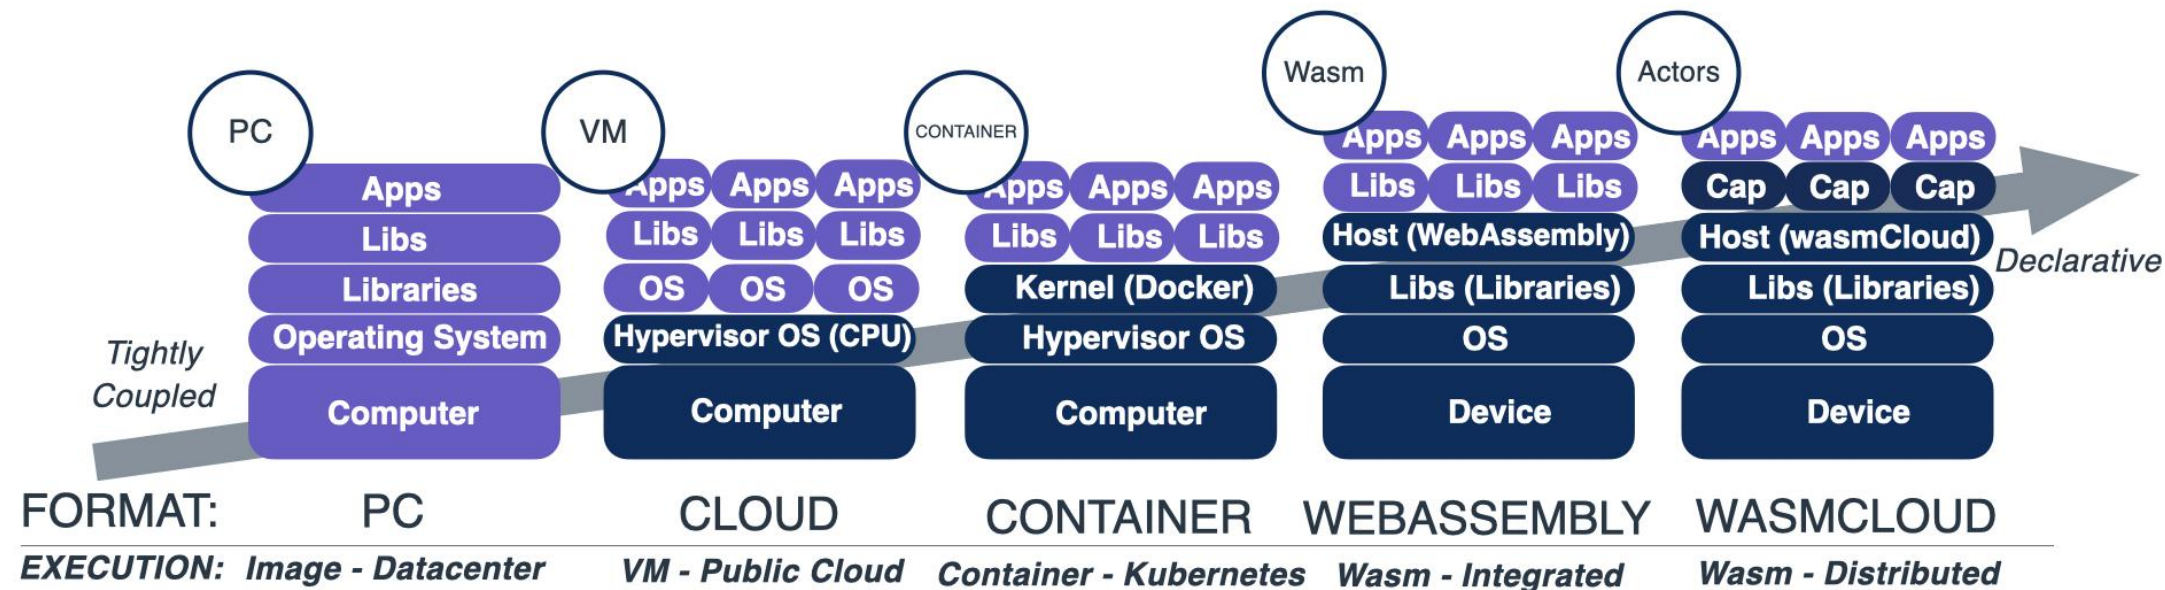 PC
Apps
Libs
Libraries
Operating System
Computer
Tightly
Coupled
VM
Apps Apps Apps
Libs Libs Libs
OS OS OS
Hypervisor OS (CPU)
Computer
CONTAINER
Apps Apps Apps
Libs Libs Libs
Kernel (Docker)
Hypervisor OS
Computer
Wasm
Apps Apps Apps
Libs Libs Libs
Host (WebAssembly)
Libs (Libraries)
OS
Device
Actors
Apps Apps Apps
Cap Cap Cap
Host (wasmCloud)
Libs (Libraries)
OS
Device
Declarative
FORMAT: PC CLOUD CONTAINER WEBASSEMBLY WASMCLOUD
EXECUTION: Image - Datacenter VM - Public Cloud Container - Kubernetes Wasm - Integrated Wasm - Distributed